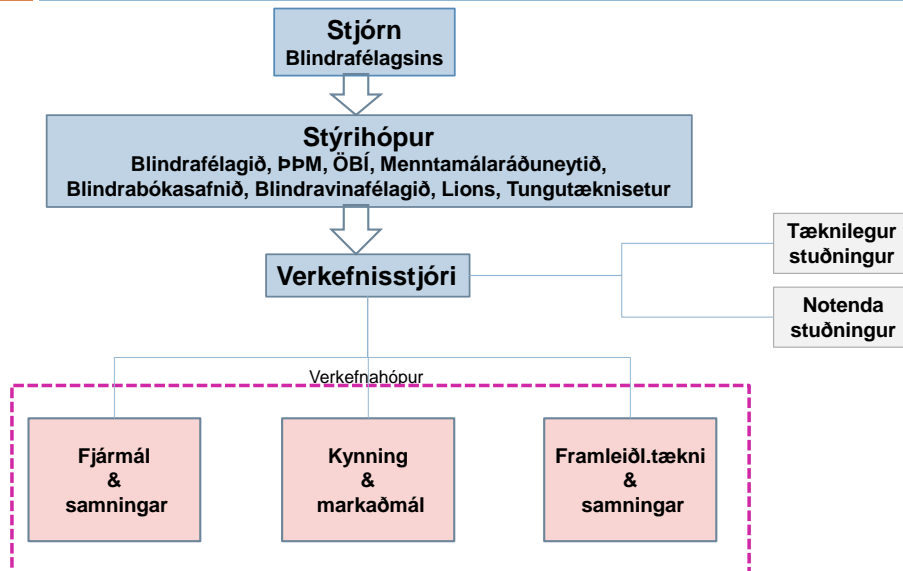 Stjórn
Blindrafélagsins
Stýrihópur
Blindrafélagið, ÞÞM, ÖBÍ, Menntamálaráðuneytið,
Blindrabókasafnið, Blindravinafélagið, Lions, Tungutæknisetur
Verkefnisstjóri
Tæknilegur
stuðningur
Notenda
stuðningur
Verkefnahópur
Fjármál
&
samningar
Kynning
&
markaðmál
Framleiðl.tækni
&
samningar